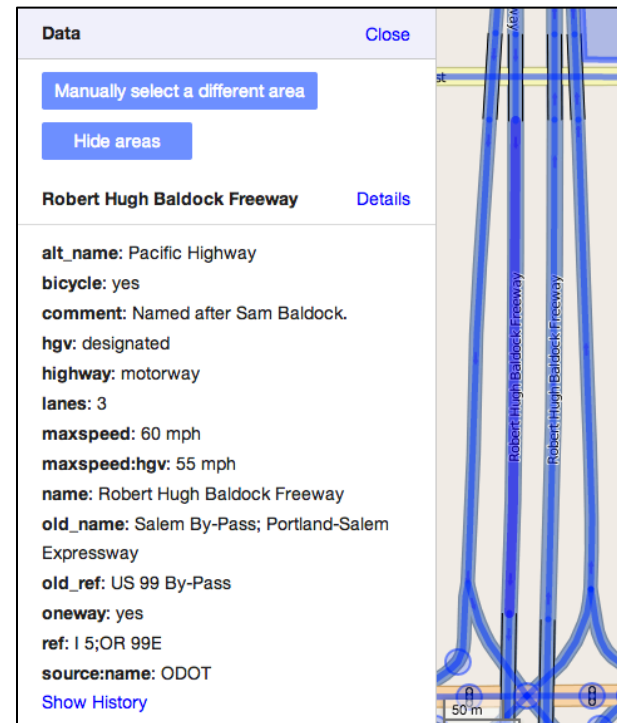 Data
Close
Manually select a different area
Hide areas
Robert Hugh Baldock Freeway
Details
alt_name: Pacific Highway
bicycle: yes
comment: Named after Sam Baldock.
hgv: designated
highway: motorway
lanes: 3
maxspeed: 60 mph
maxspeed:hgv: 55 mph
name: Robert Hugh Baldock Freeway
old_name: Salem By-Pass; Portland-Salem
Expressway
old_ref: US 99 By-Pass
oneway: yes
ref: I 5;OR 99E
source:name: ODOT
Show History
way
st
Robert Hugh Baldock Freeway
Robert Hugh Baldock Freeway
50 m